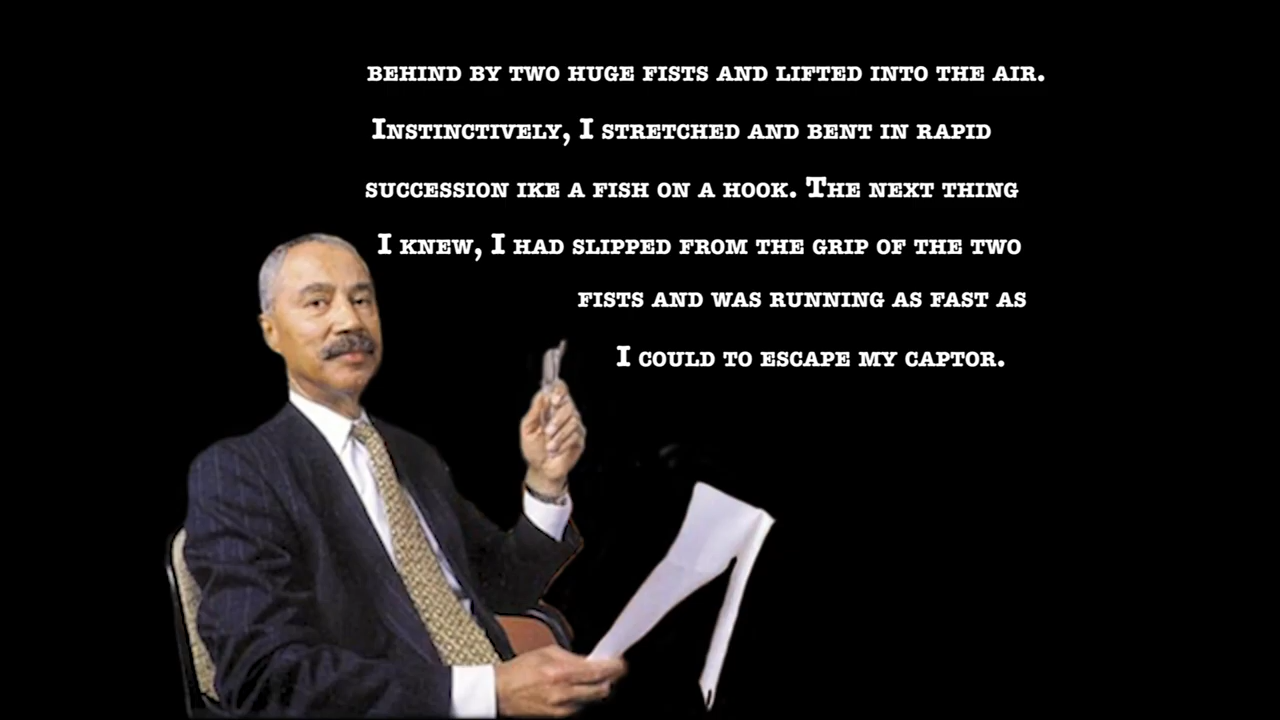 behind by two huge fists and lifted into the air.
Instinctively, I stretched and bent in rapid
succession ike a fish on a hook. The next thing
I knew, I had slipped from the grip of the two
fists and was running as fast as
I could to escape my captor.